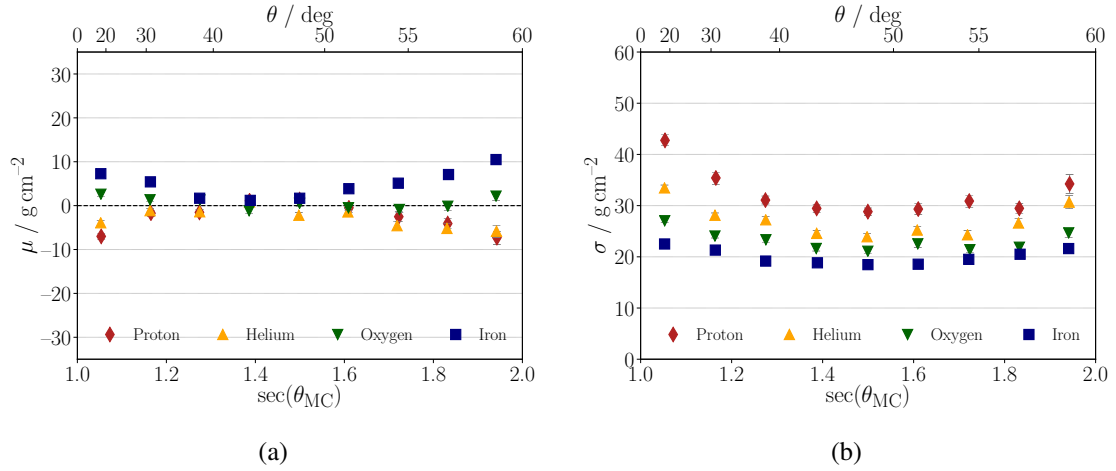 θ / deg
0 20 30 40 50 55 60
μ / g cm⁻²
30
20
10
0
−10
−20
−30
Proton Helium Oxygen Iron
1.0 1.2 1.4 1.6 1.8 2.0
sec(θ_MC)
(a)
θ / deg
0 20 30 40 50 55 60
σ / g cm⁻²
60
50
40
30
20
10
0
Proton Helium Oxygen Iron
1.0 1.2 1.4 1.6 1.8 2.0
sec(θ_MC)
(b)